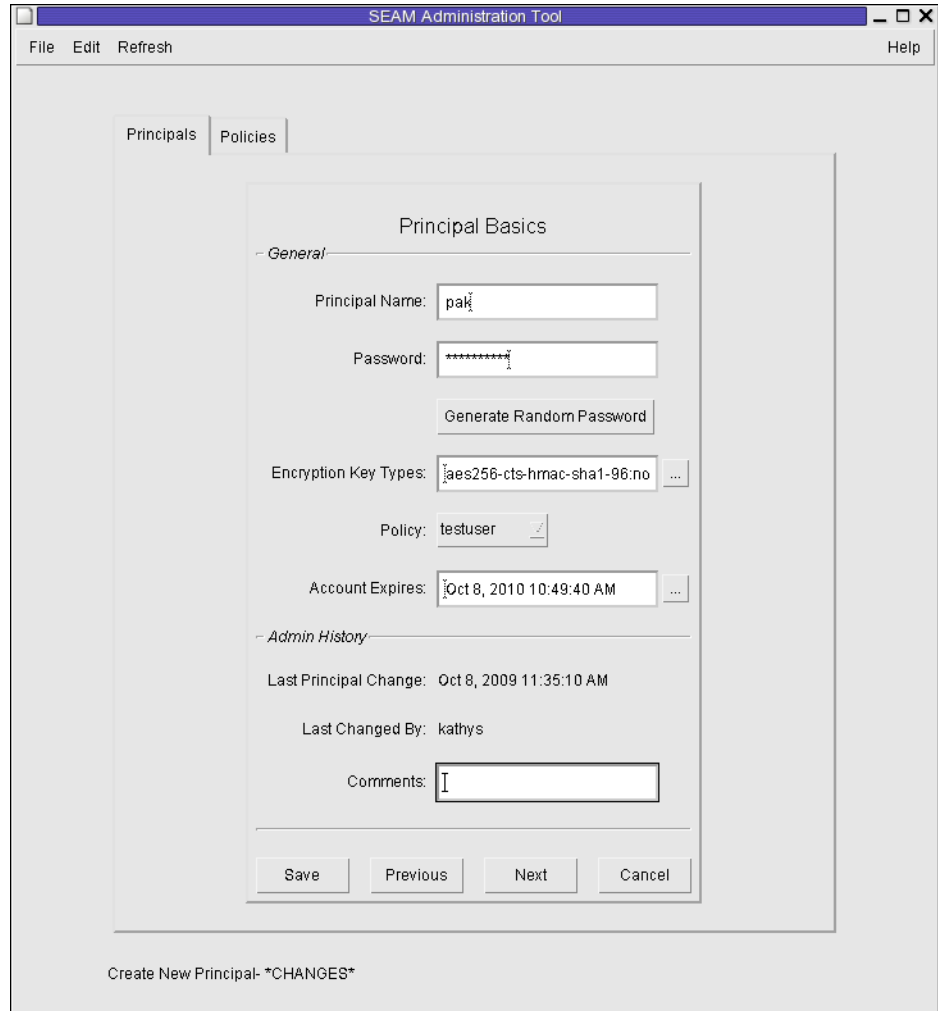 SEAM Administration Tool
File Edit Refresh Help
Principals Policies
Principal Basics
General
Principal Name: pak
Password: **********
Generate Random Password
Encryption Key Types: aes256-cts-hmac-sha1-96:no ...
Policy: testuser
Account Expires: Oct 8, 2010 10:49:40 AM ...
Admin History
Last Principal Change: Oct 8, 2009 11:35:10 AM
Last Changed By: kathys
Comments:
Save Previous Next Cancel
Create New Principal- *CHANGES*